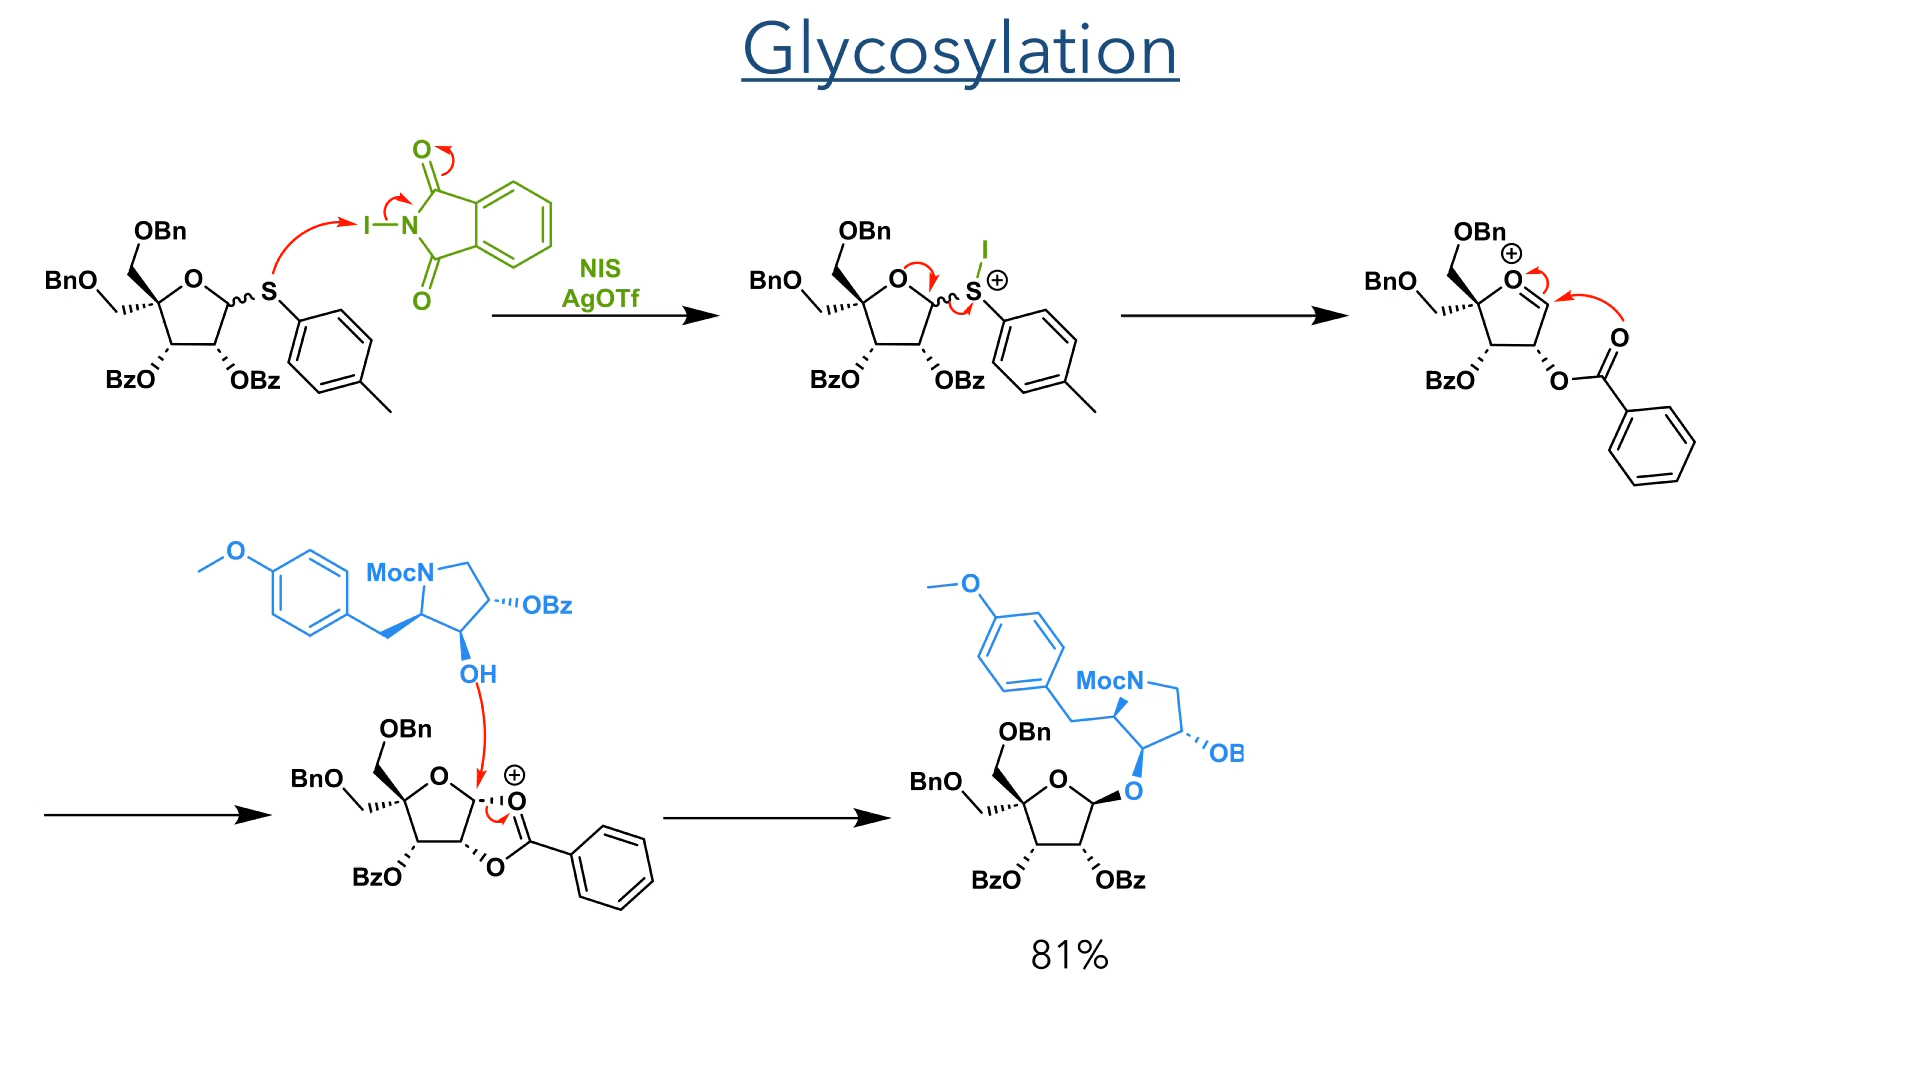 Glycosylation
OBn
BnO
O
S
BzO
OBz
O
I
N
O
NIS
AgOTf
OBn
BnO
O
I
S
+
BzO
OBz
OBn
BnO
+
O
BzO
O
O
O
MocN
OBz
OH
OBn
BnO
O
+
O
BzO
O
O
MocN
OB
OBn
BnO
O
O
BzO
OBz
81%